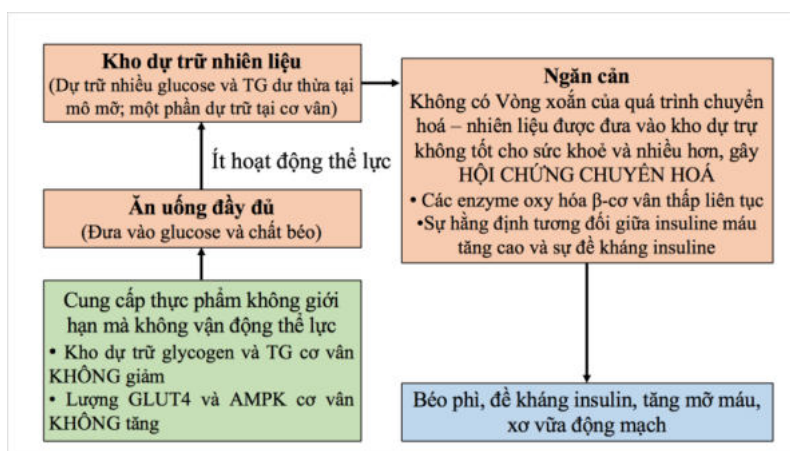 Kho dự trữ nhiên liệu
(Dự trữ nhiều glucose và TG dư thừa tại
mô mỡ; một phần dự trữ tại cơ vân)
Ít hoạt động thể lực
Ăn uống đầy đủ
(Đưa vào glucose và chất béo)
Cung cấp thực phẩm không giới
hạn mà không vận động thể lực
• Kho dự trữ glycogen và TG cơ vân
KHÔNG giảm
• Lượng GLUT4 và AMPK cơ vân
KHÔNG tăng
Ngăn cản
Không có Vòng xoắn của quá trình chuyển
hoá – nhiên liệu được đưa vào kho dự trự
không tốt cho sức khoẻ và nhiều hơn, gây
HỘI CHỨNG CHUYỂN HOÁ
• Các enzyme oxy hóa β-cơ vân thấp liên tục
•Sự hằng định tương đối giữa insuline máu
tăng cao và sự đề kháng insuline
Béo phì, đề kháng insulin, tăng mỡ máu,
xơ vữa động mạch